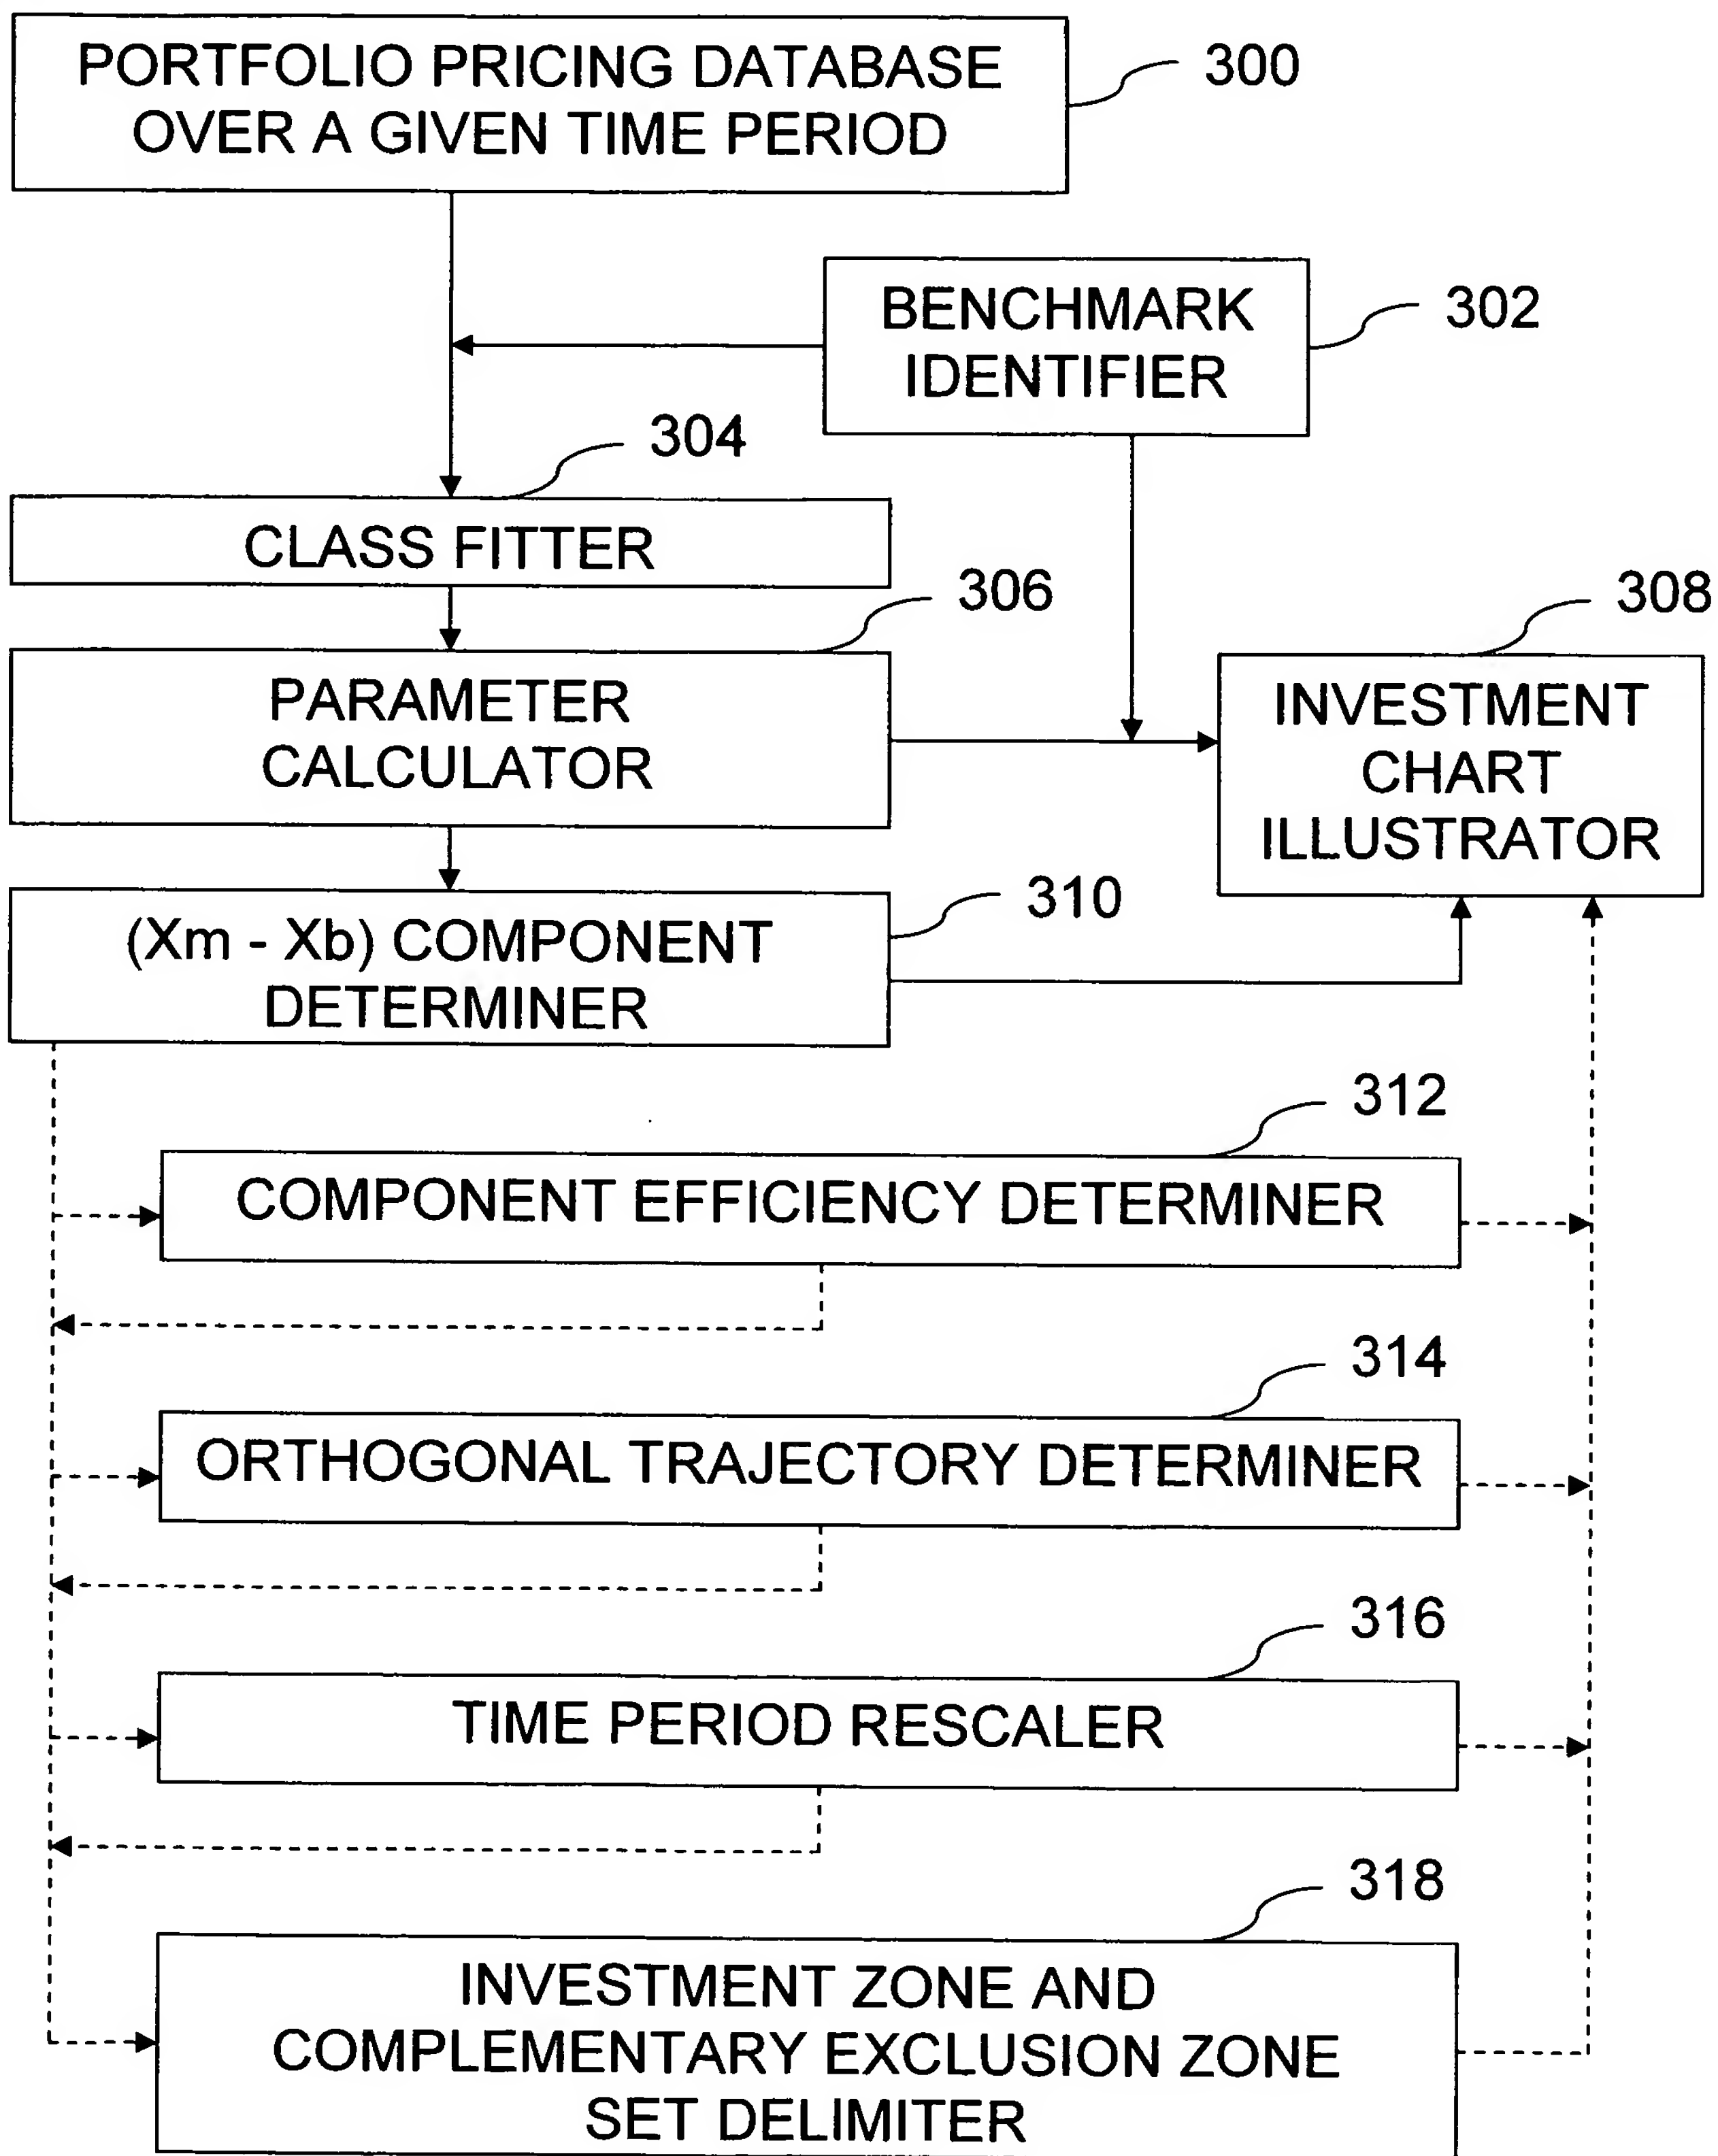 PORTFOLIO PRICING DATABASE
OVER A GIVEN TIME PERIOD
300
BENCHMARK
IDENTIFIER
302
304
CLASS FITTER
306
PARAMETER
CALCULATOR
308
INVESTMENT
CHART
ILLUSTRATOR
310
(Xm - Xb) COMPONENT
DETERMINER
312
COMPONENT EFFICIENCY DETERMINER
314
ORTHOGONAL TRAJECTORY DETERMINER
316
TIME PERIOD RESCALER
318
INVESTMENT ZONE AND
COMPLEMENTARY EXCLUSION ZONE
SET DELIMITER